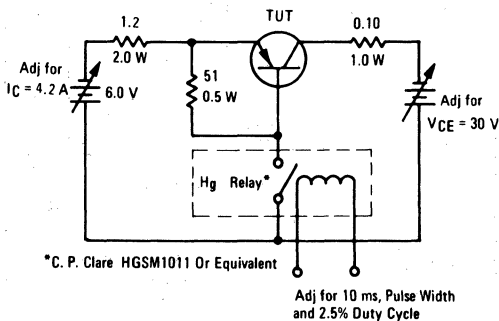 TUT
1.2
2.0 W
0.10
1.0 W
51
0.5 W
Adj for
IC = 4.2 A
6.0 V
Adj for
VCE = 30 V
Hg Relay*
*C. P. Clare HGSM1011 Or Equivalent
Adj for 10 ms, Pulse Width
and 2.5% Duty Cycle